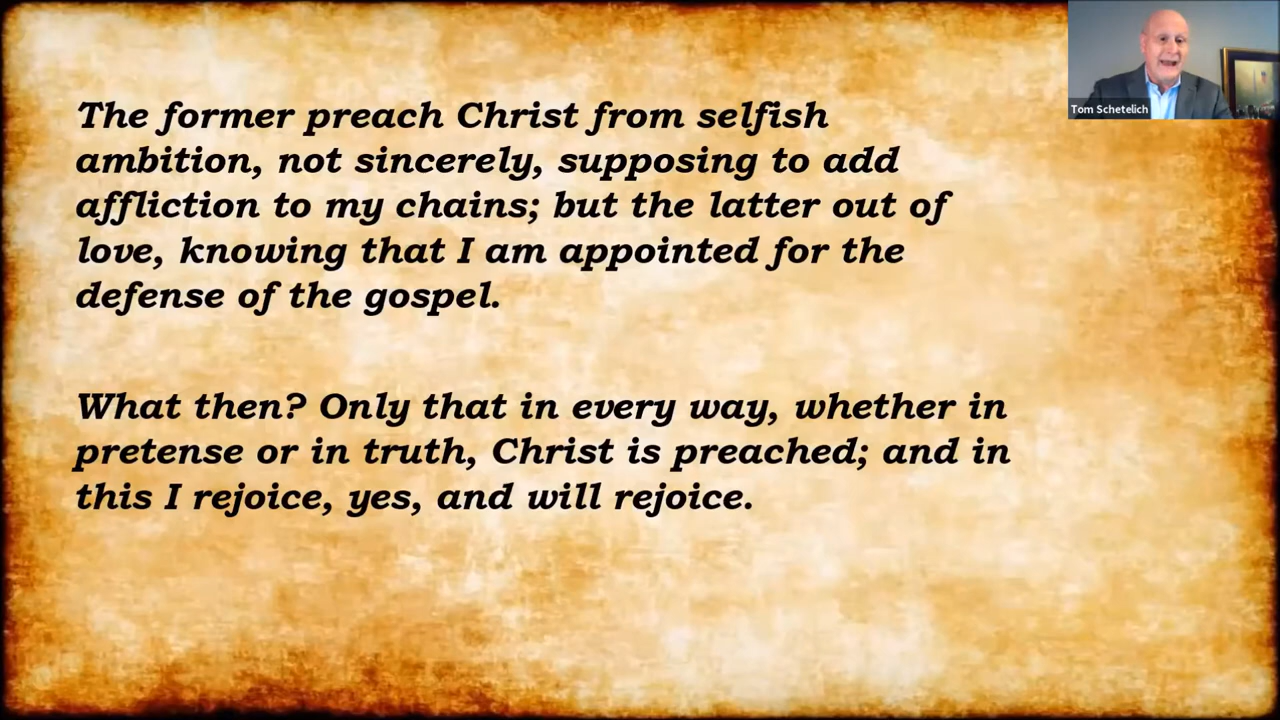 The former preach Christ from selfish
ambition, not sincerely, supposing to add
affliction to my chains; but the latter out of
love, knowing that I am appointed for the
defense of the gospel.
What then? Only that in every way, whether in
pretense or in truth, Christ is preached; and in
this I rejoice, yes, and will rejoice.
Tom Schetelich